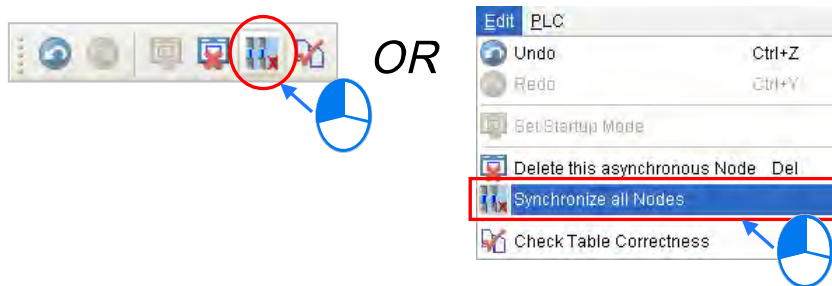 OR
Edit PLC
Undo Ctrl+Z
Redo Ctrl+Y
Set Startup Mode
Delete this asynchronous Node Del
Synchronize all Nodes
Check Table Correctness